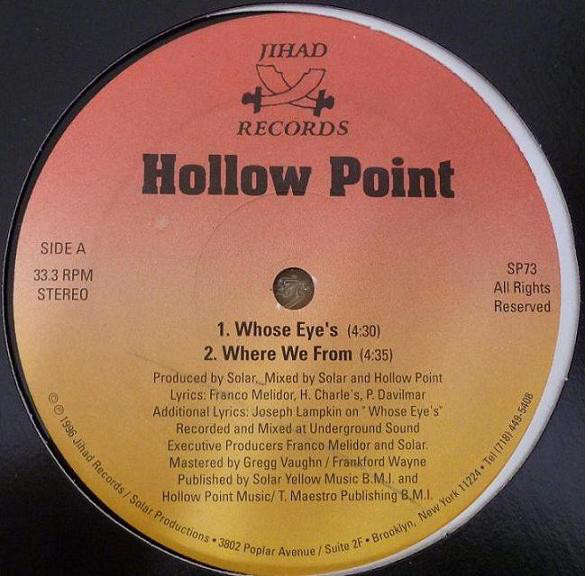 JIHAD
RECORDS
Hollow Point
SIDE A
33.3 RPM
STEREO
SP73
All Rights
Reserved
1. Whose Eye's (4:30)
2. Where We From (4:35)
Produced by Solar, Mixed by Solar and Hollow Point
Lyrics: Franco Melidor, H. Charle's, P. Davilmar
Additional Lyrics: Joseph Lampkin on " Whose Eye's"
Recorded and Mixed at Underground Sound
Executive Producers Franco Melidor and Solar.
Mastered by Gregg Vaughn / Frankford Wayne
Published by Solar Yellow Music B.M.I. and
Hollow Point Music/ T. Maestro Publishing B.M.I.
© ℗ 1996 Jihad Records / Solar Productions • 3802 Poplar Avenue / Suite 2F • Brooklyn, New York 11224 • Tel (718) 449-5408